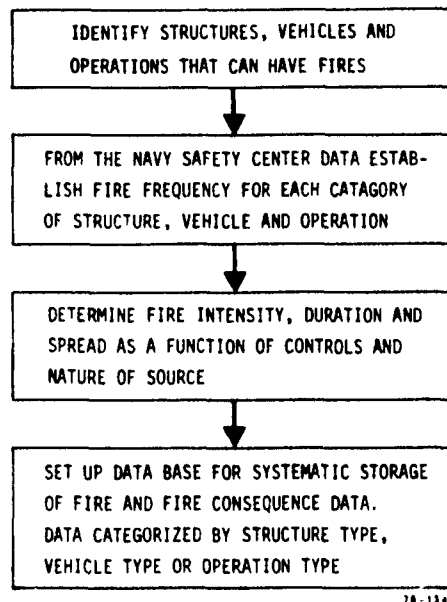 IDENTIFY STRUCTURES, VEHICLES AND
OPERATIONS THAT CAN HAVE FIRES
FROM THE NAVY SAFETY CENTER DATA ESTAB-
LISH FIRE FREQUENCY FOR EACH CATAGORY
OF STRUCTURE, VEHICLE AND OPERATION
DETERMINE FIRE INTENSITY, DURATION AND
SPREAD AS A FUNCTION OF CONTROLS AND
NATURE OF SOURCE
SET UP DATA BASE FOR SYSTEMATIC STORAGE
OF FIRE AND FIRE CONSEQUENCE DATA.
DATA CATEGORIZED BY STRUCTURE TYPE,
VEHICLE TYPE OR OPERATION TYPE